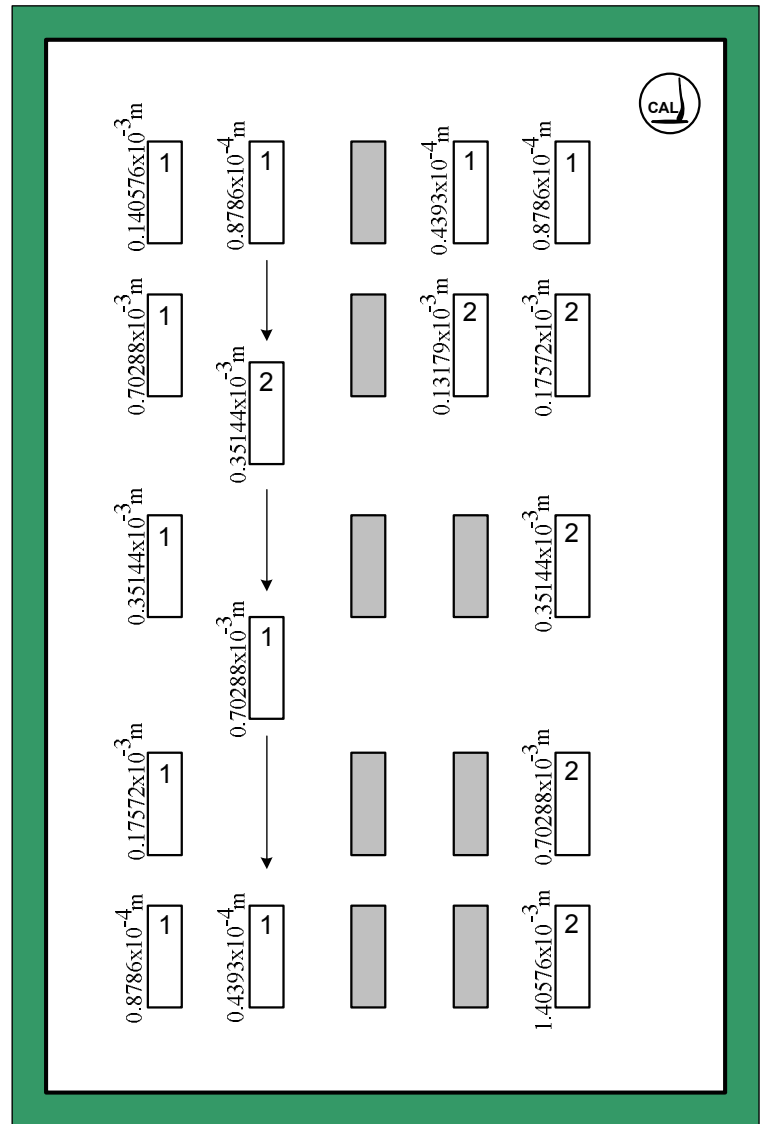 CAL
0.140576x10-3m 1
0.8786x10-4m 1
0.4393x10-4m 1
0.8786x10-4m 1
0.70288x10-3m 1
0.13179x10-3m 2
0.17572x10-3m 2
0.35144x10-3m 2
0.35144x10-3m 1
0.35144x10-3m 2
0.70288x10-3m 1
0.17572x10-3m 1
0.70288x10-3m 2
0.8786x10-4m 1
0.4393x10-4m 1
1.40576x10-3m 2